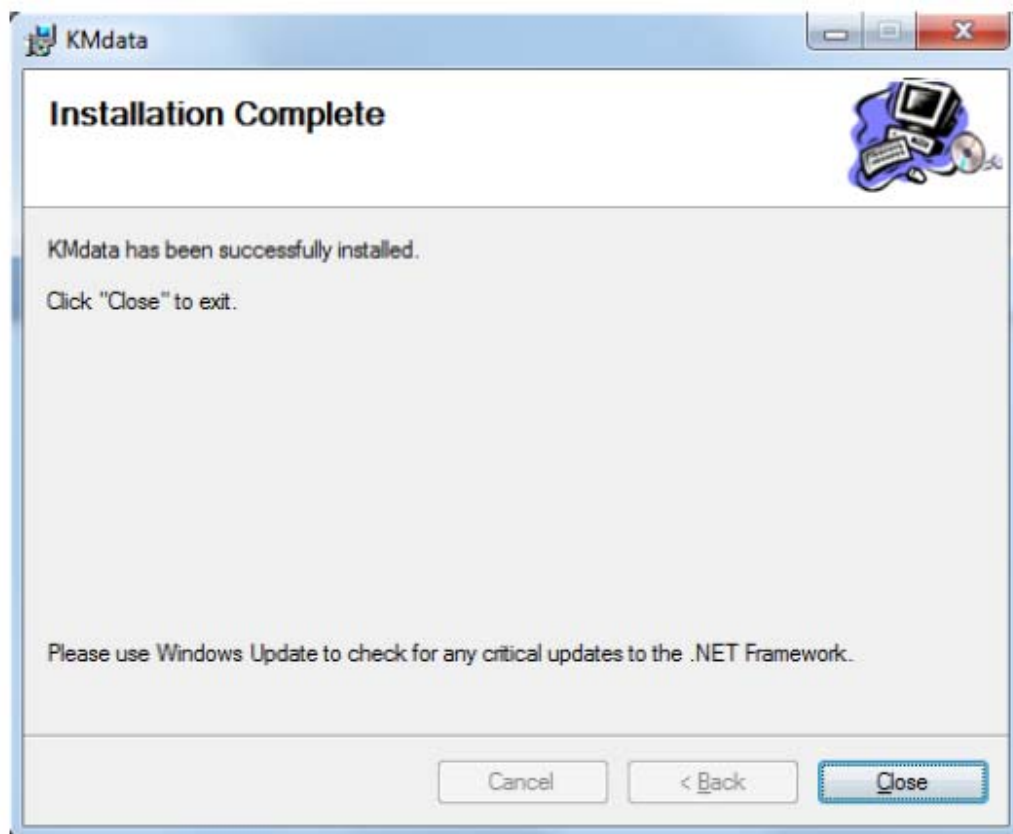 KMdata
Installation Complete
KMdata has been successfully installed.
Click "Close" to exit.
Please use Windows Update to check for any critical updates to the .NET Framework.
Cancel
< Back
Close